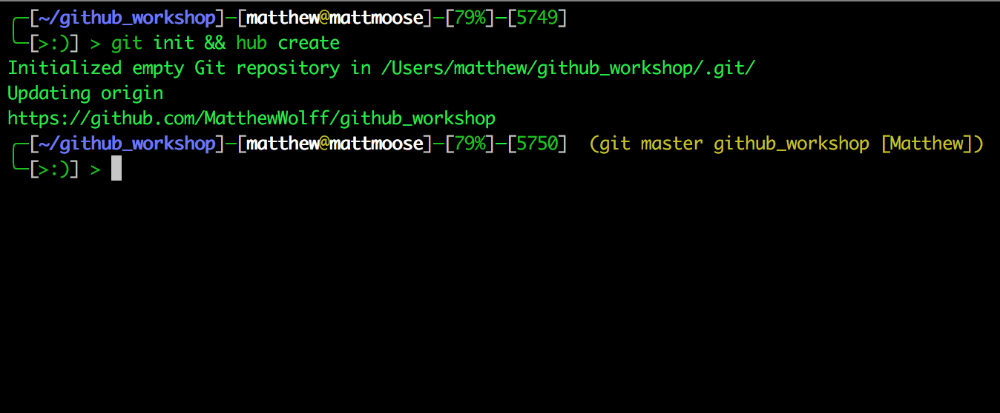 ╭─[~/github_workshop]─[matthew@mattmoose]─[79%]─[5749]
╰─[>:)] > git init && hub create
Initialized empty Git repository in /Users/matthew/github_workshop/.git/
Updating origin
https://github.com/MatthewWolff/github_workshop
╭─[~/github_workshop]─[matthew@mattmoose]─[79%]─[5750]  (git master github_workshop [Matthew])
╰─[>:)] >